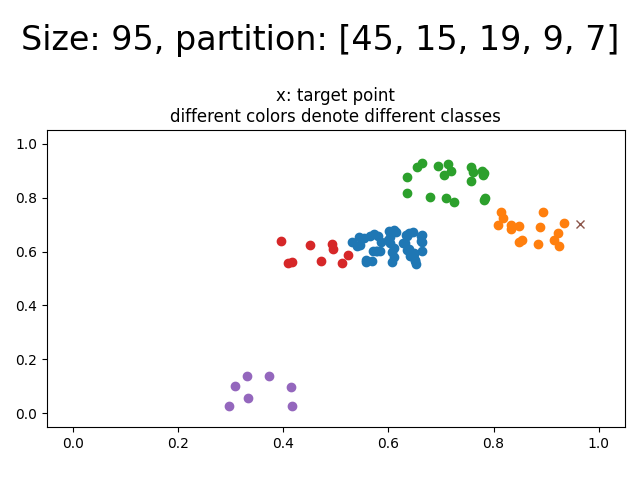 Size: 95, partition: [45, 15, 19, 9, 7]
x: target point
different colors denote different classes
1.0
0.8
0.6
0.4
0.2
0.0
0.0 0.2 0.4 0.6 0.8 1.0